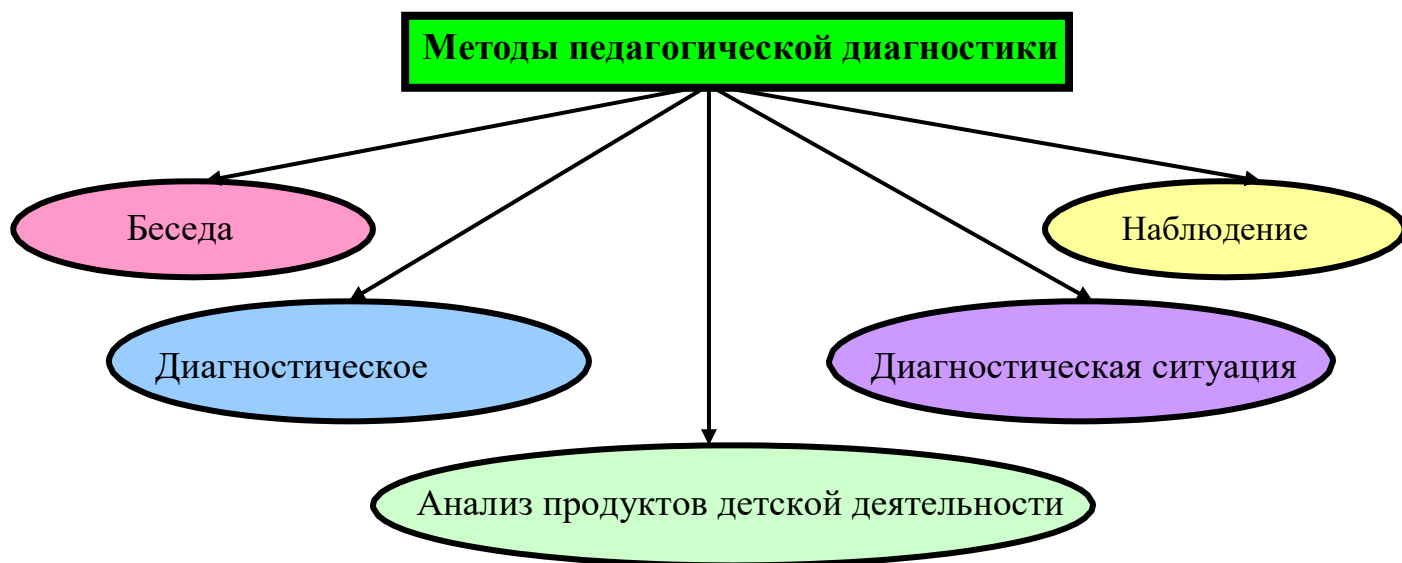 Методы педагогической диагностики
Беседа
Наблюдение
Диагностическое
Диагностическая ситуация
Анализ продуктов детской деятельности